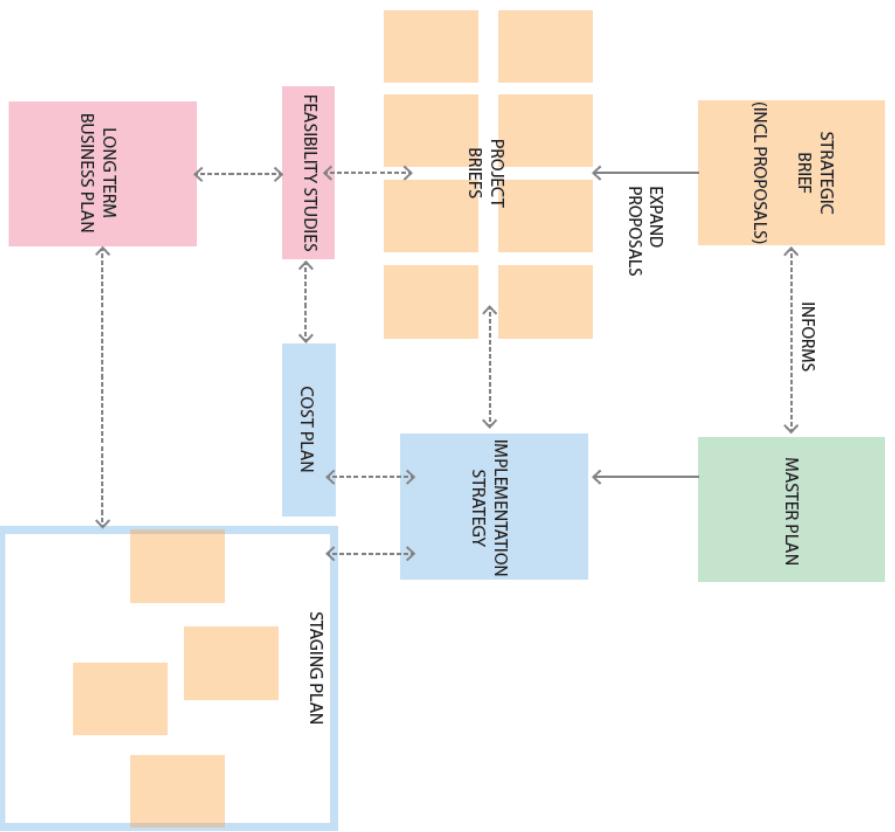 STRATEGIC
BRIEF
(INCL PROPOSALS)
INFORMS
MASTER PLAN
EXPAND
PROPOSALS
PROJECT
BRIEFS
IMPLEMENTATION
STRATEGY
FEASIBILITY STUDIES
COST PLAN
STAGING PLAN
LONG TERM
BUSINESS PLAN